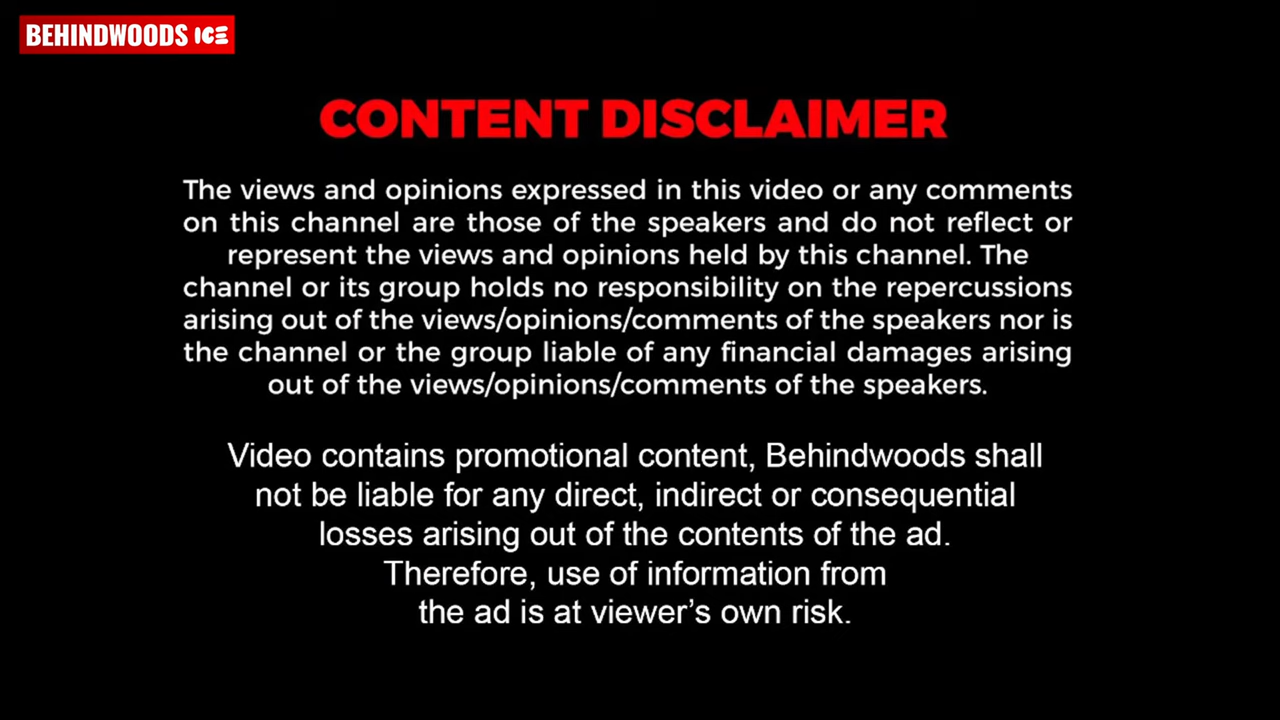 BEHINDWOODS ICE
CONTENT DISCLAIMER
The views and opinions expressed in this video or any comments
on this channel are those of the speakers and do not reflect or
represent the views and opinions held by this channel. The
channel or its group holds no responsibility on the repercussions
arising out of the views/opinions/comments of the speakers nor is
the channel or the group liable of any financial damages arising
out of the views/opinions/comments of the speakers.
Video contains promotional content, Behindwoods shall
not be liable for any direct, indirect or consequential
losses arising out of the contents of the ad.
Therefore, use of information from
the ad is at viewer’s own risk.